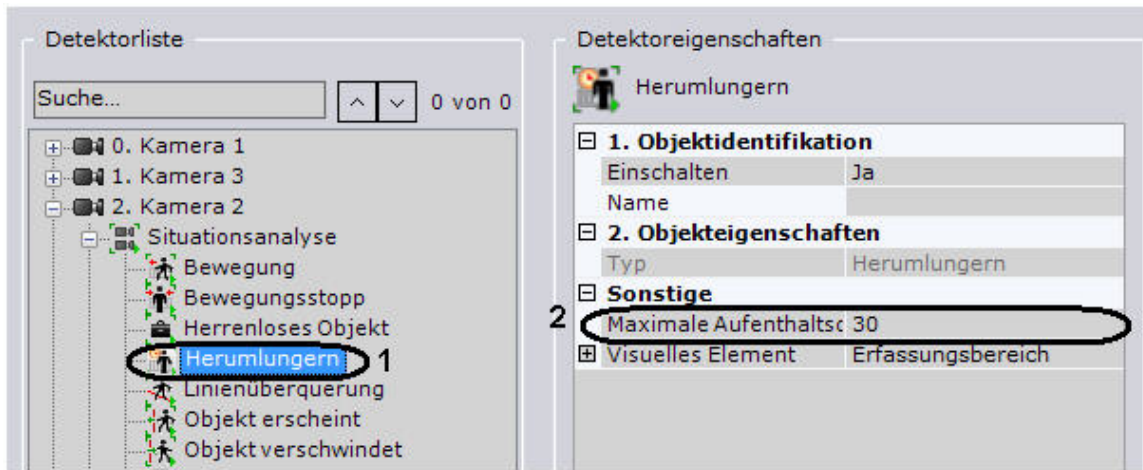 Detektorliste
Suche...
0 von 0
0. Kamera 1
1. Kamera 3
2. Kamera 2
Situationsanalyse
Bewegung
Bewegungsstopp
Herrenloses Objekt
Herumlungern 1
Linienüberquerung
Objekt erscheint
Objekt verschwindet
Detektoreigenschaften
Herumlungern
1. Objektidentifikation
Einschalten Ja
Name
2. Objekteigenschaften
Typ Herumlungern
Sonstige
2 Maximale Aufenthaltsc 30
Visuelles Element Erfassungsbereich